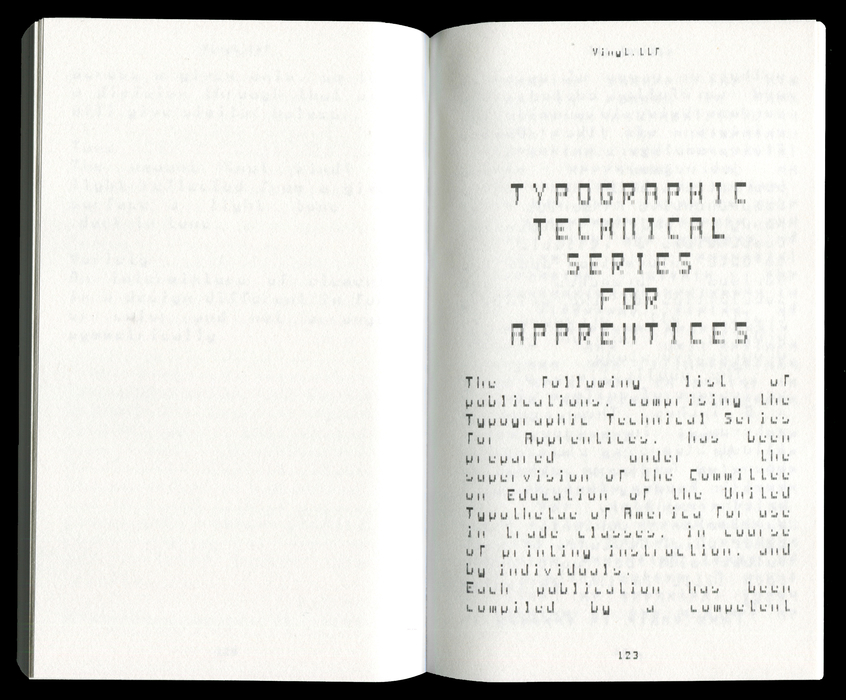 Vinyl.ttf
TYPOGRAPHIC
TECHNICAL
SERIES
FOR
APPRENTICES
The following list of
publications, comprising the
Typographic Technical Series
for Apprentices, has been
prepared under the
supervision of the Committee
on Education of the United
Typothetae of America for use
in trade classes, in course
of printing instruction, and
by individuals.
Each publication has been
compiled by a competent
123